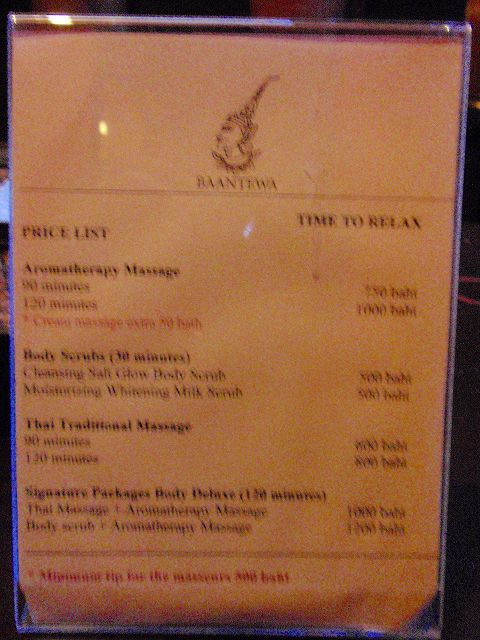 BAANTEWA
PRICE LIST
TIME TO RELAX
Aromatherapy Massage
90 minutes 750 baht
120 minutes 1000 baht
* Cream massage extra 50 bath
Body Scrubs (30 minutes)
Cleansing Salt Glow Body Scrub 500 baht
Moisturising Whitening Milk Scrub 500 baht
Thai Traditional Massage
90 minutes 600 baht
120 minutes 800 baht
Signature Packages Body Deluxe (120 minutes)
Thai Massage + Aromatherapy Massage 1000 baht
Body scrub + Aromatherapy Massage 1200 baht
* Minimum tip for the masseurs baht